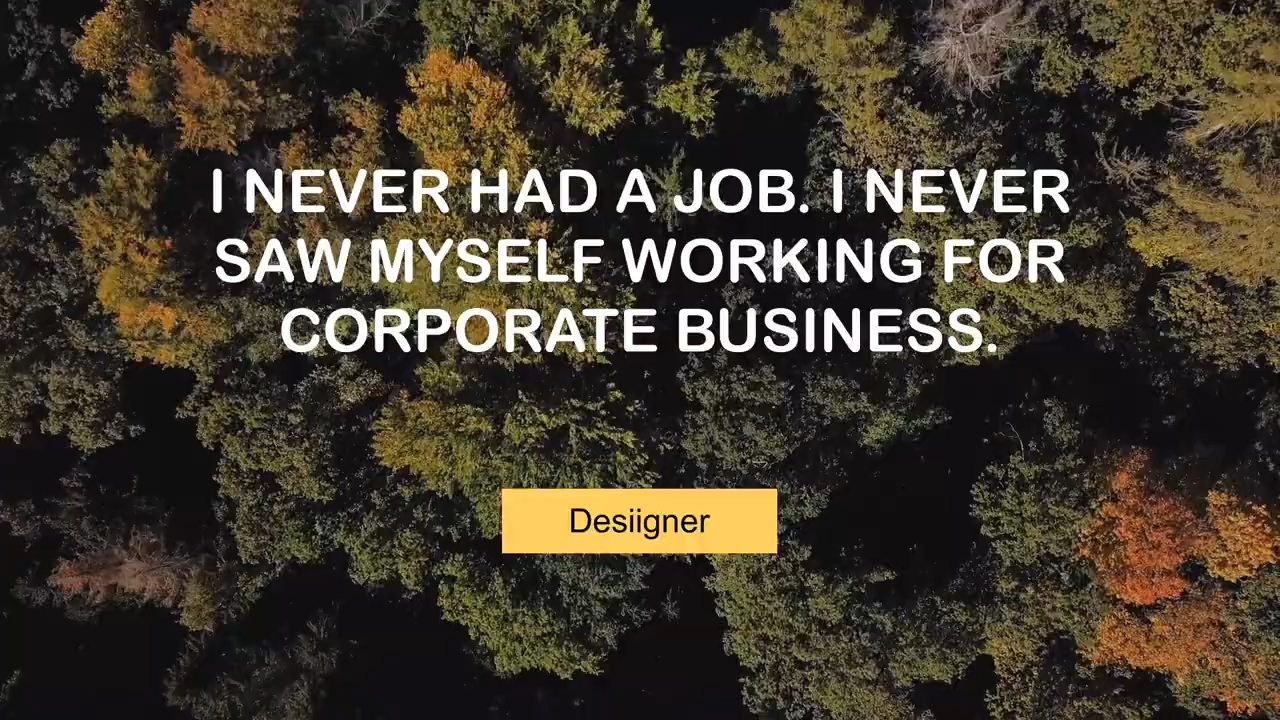 I NEVER HAD A JOB. I NEVER
SAW MYSELF WORKING FOR
CORPORATE BUSINESS.
Desiigner